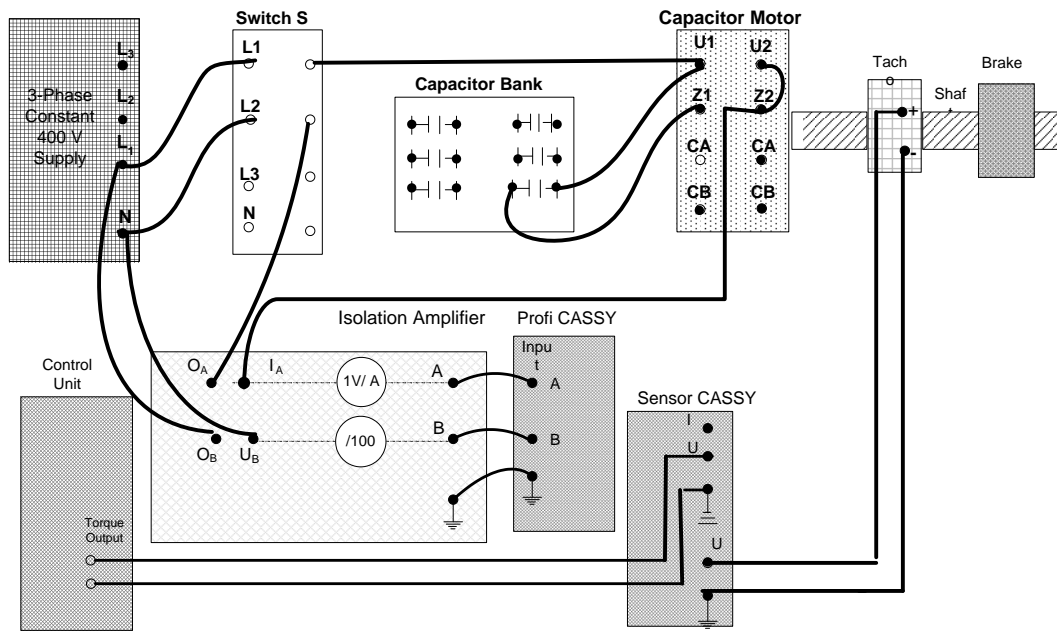 Switch S
Capacitor Motor
L3
L2
L1
N
3-Phase
Constant
400 V
Supply
L1
L2
L3
N
Capacitor Bank
U1 U2
Z1 Z2
CA CA
CB CB
Tach
o
Shaf
t
Brake
+
-
Isolation Amplifier
Profi CASSY
OA IA
1V/ A
A
OB UB
/100
B
Inpu
t
A
B
Control
Unit
Torque
Output
Sensor CASSY
I
U
U